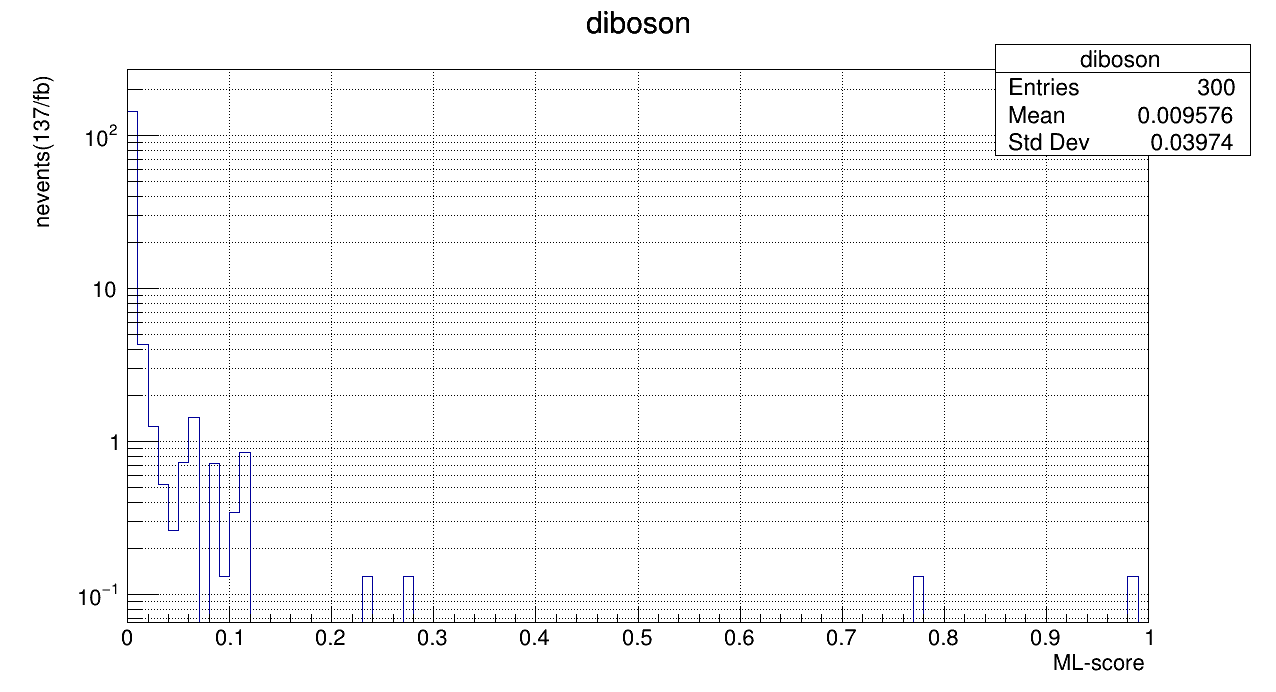 diboson
diboson
Entries 300
Mean 0.009576
Std Dev 0.03974
nevents(137/fb)
10²
10
1
10⁻¹
0 0.1 0.2 0.3 0.4 0.5 0.6 0.7 0.8 0.9 1
ML-score